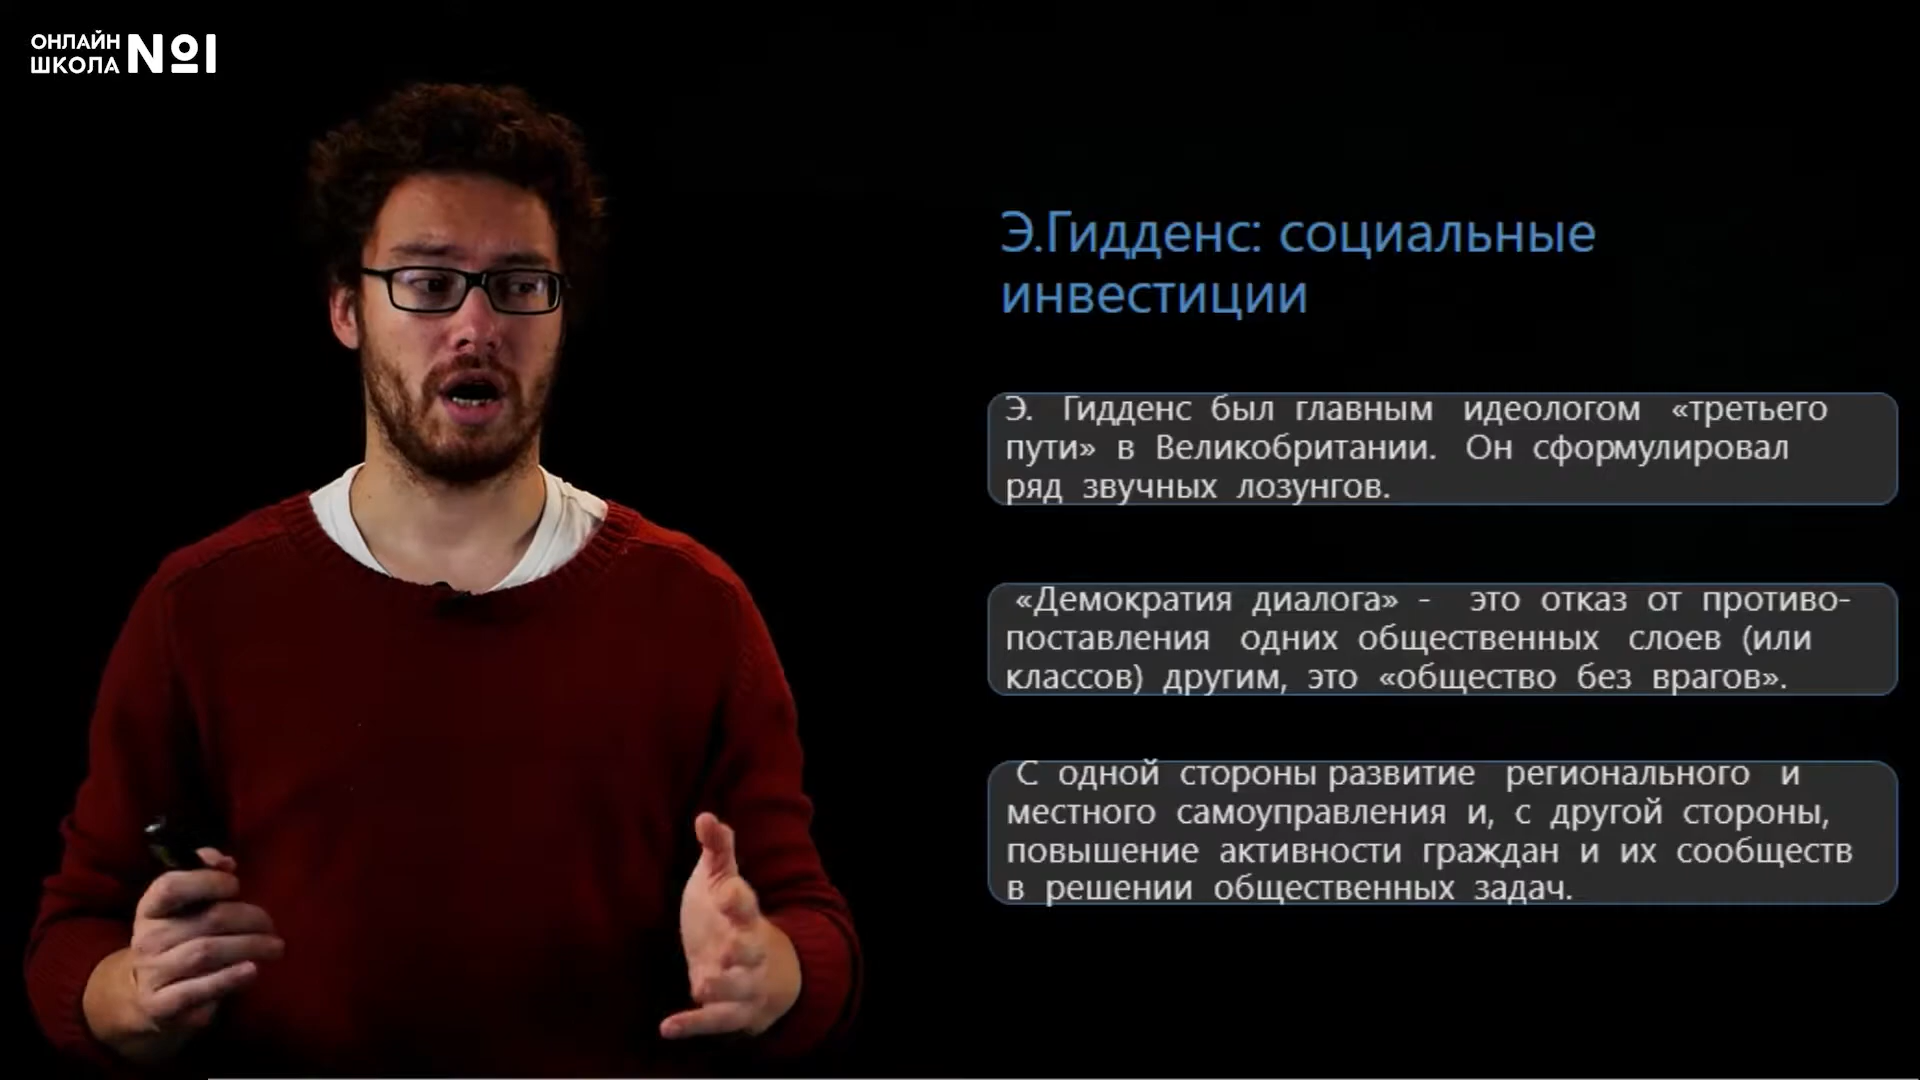 ОНЛАЙН
ШКОЛА №1
Э.Гидденс: социальные
инвестиции
Э. Гидденс был главным идеологом «третьего
пути» в Великобритании. Он сформулировал
ряд звучных лозунгов.
«Демократия диалога» - это отказ от противо-
поставления одних общественных слоев (или
классов) другим, это «общество без врагов».
С одной стороны развитие регионального и
местного самоуправления и, с другой стороны,
повышение активности граждан и их сообществ
в решении общественных задач.